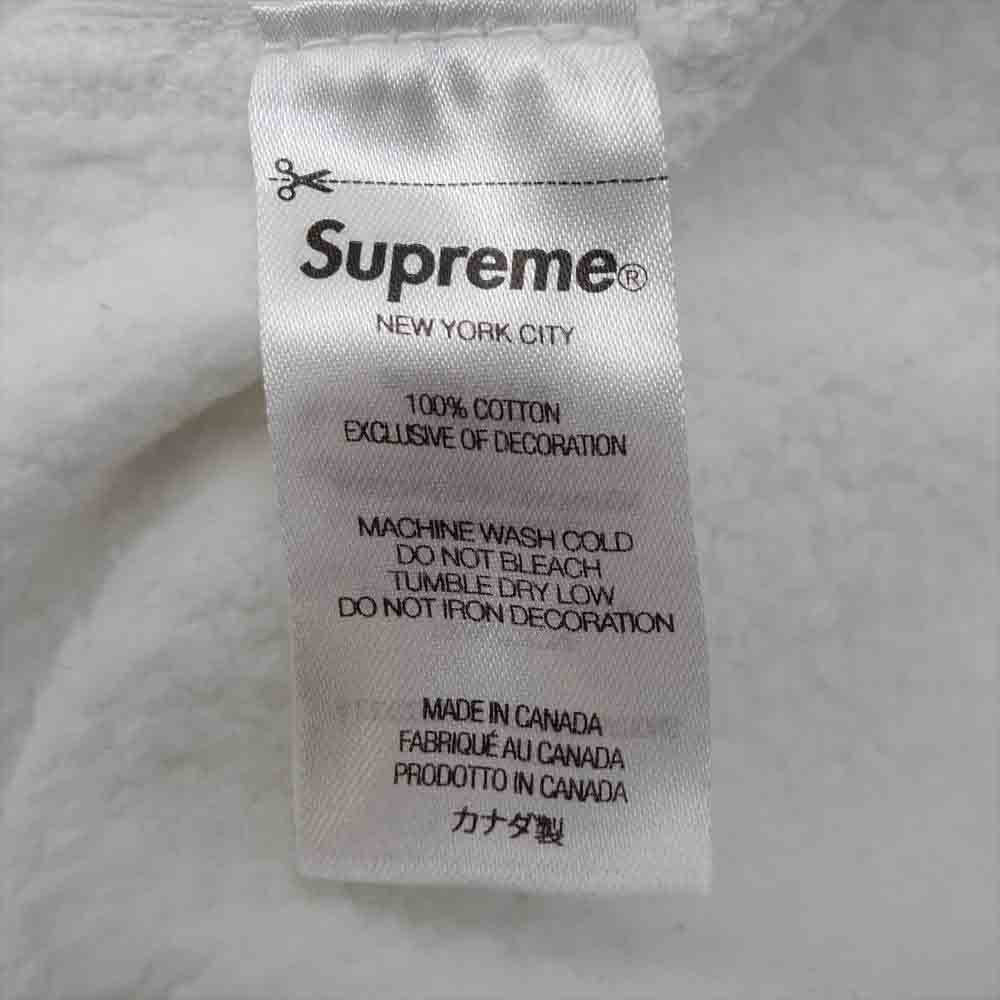 Supreme®
NEW YORK CITY
100% COTTON
EXCLUSIVE OF DECORATION
MACHINE WASH COLD
DO NOT BLEACH
TUMBLE DRY LOW
DO NOT IRON DECORATION
MADE IN CANADA
FABRIQUÉ AU CANADA
PRODOTTO IN CANADA
カナダ製